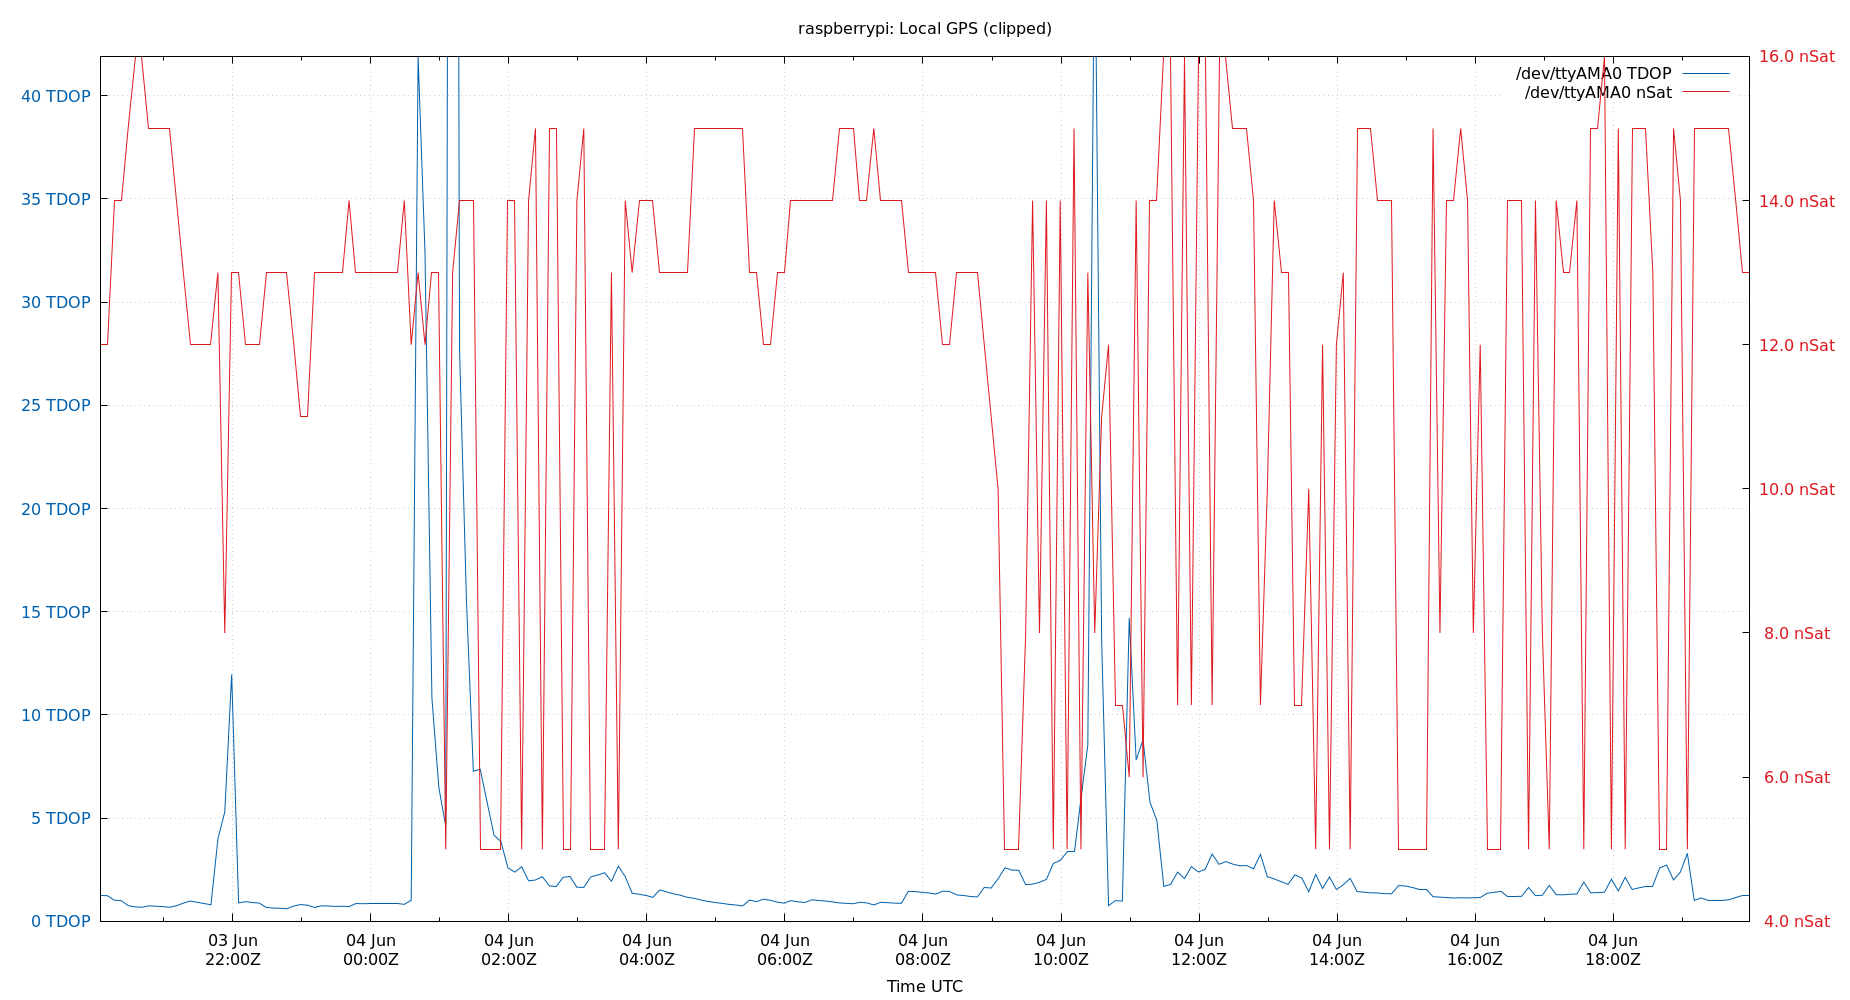 raspberrypi: Local GPS (clipped)
/dev/ttyAMA0 TDOP
/dev/ttyAMA0 nSat
40 TDOP
35 TDOP
30 TDOP
25 TDOP
20 TDOP
15 TDOP
10 TDOP
5 TDOP
0 TDOP
16.0 nSat
14.0 nSat
12.0 nSat
10.0 nSat
8.0 nSat
6.0 nSat
4.0 nSat
03 Jun
22:00Z
04 Jun
00:00Z
04 Jun
02:00Z
04 Jun
04:00Z
04 Jun
06:00Z
04 Jun
08:00Z
04 Jun
10:00Z
04 Jun
12:00Z
04 Jun
14:00Z
04 Jun
16:00Z
04 Jun
18:00Z
Time UTC